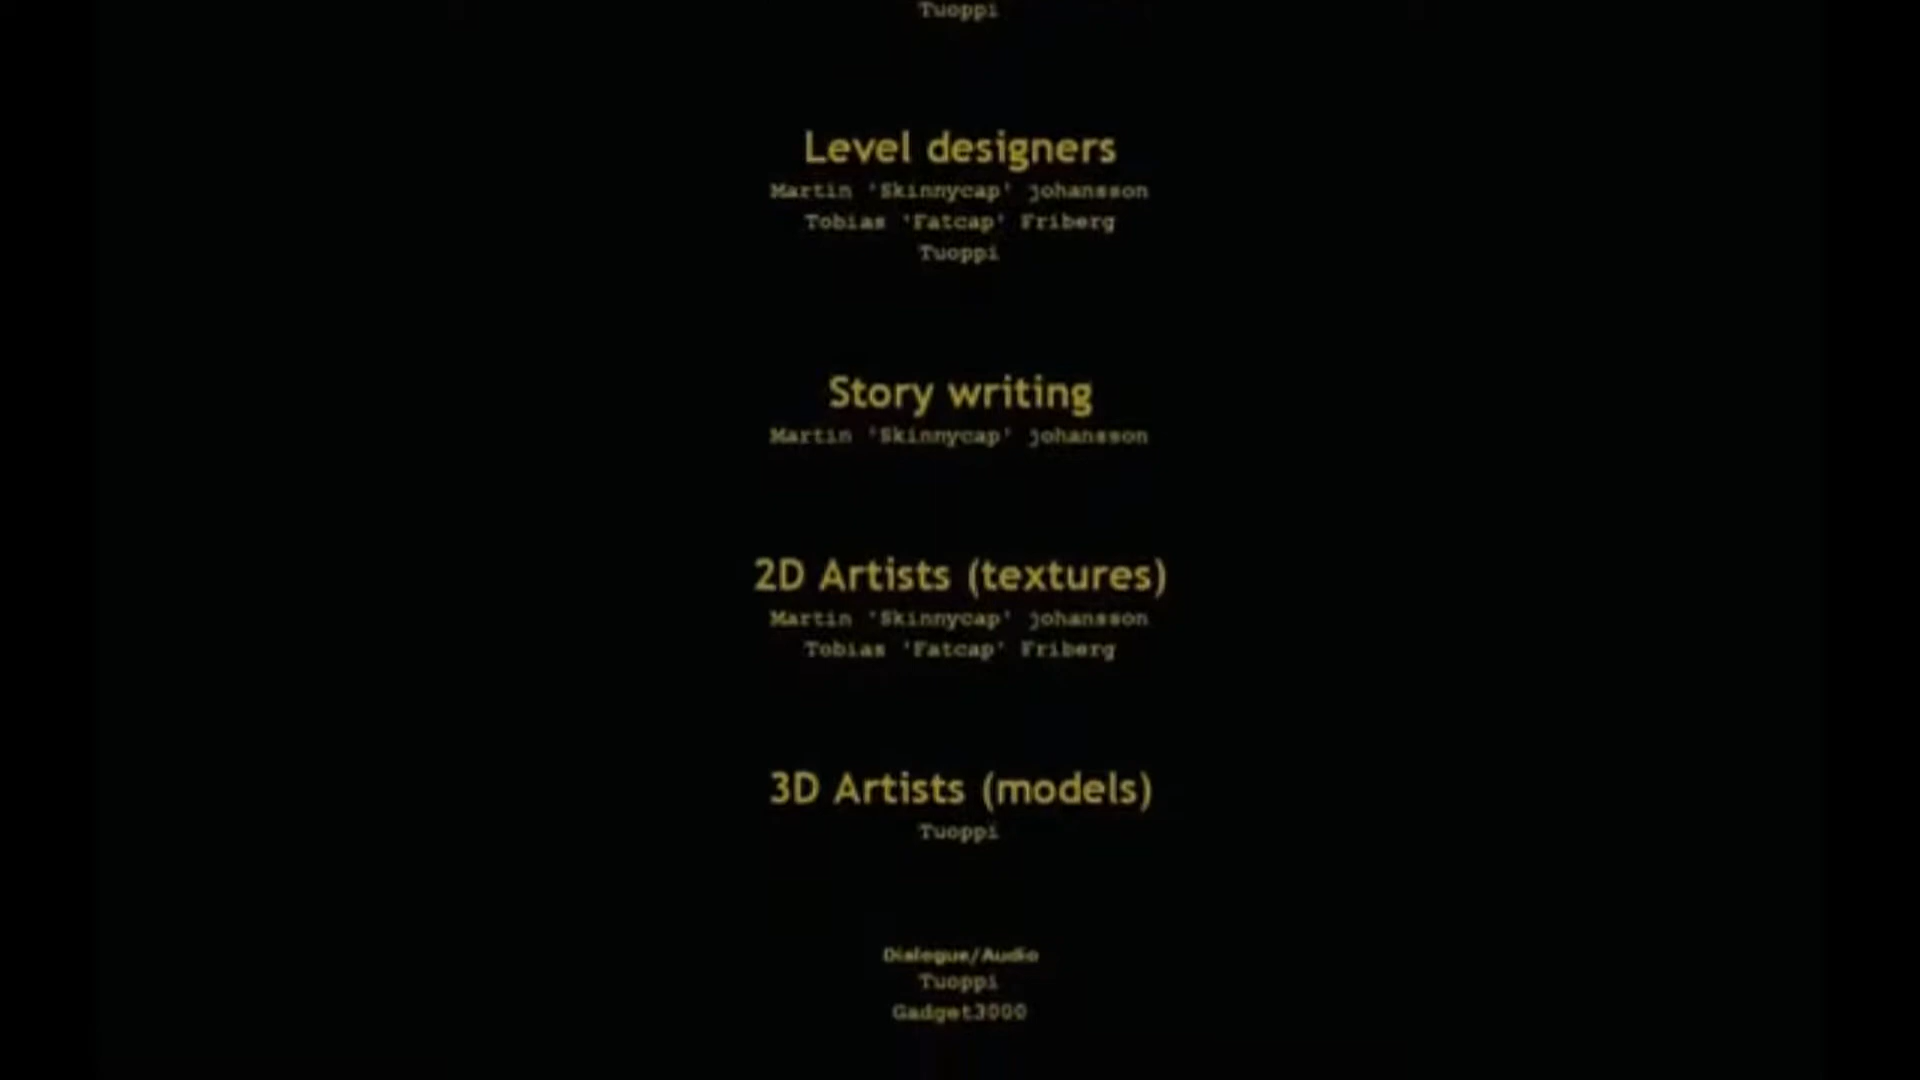 Tuoppi
Level designers
Martin 'Skinnycap' johansson
Tobias 'Fatcap' Friberg
Tuoppi
Story writing
Martin 'Skinnycap' johansson
2D Artists (textures)
Martin 'Skinnycap' johansson
Tobias 'Fatcap' Friberg
3D Artists (models)
Tuoppi
Dialogue/Audio
Tuoppi
Gadget3000